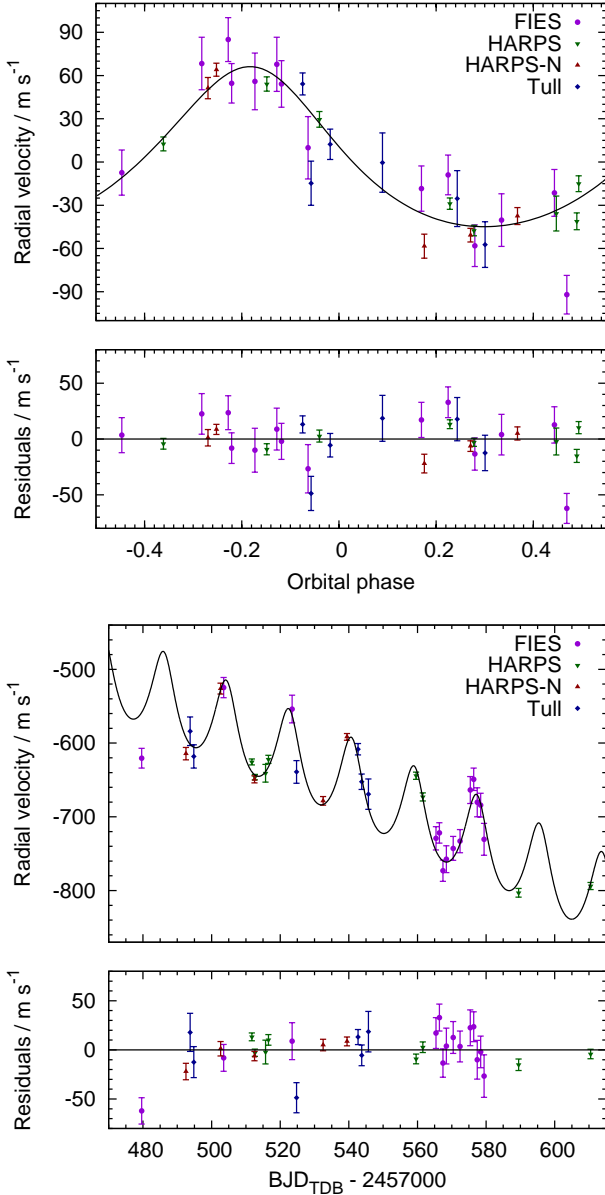 FIES
HARPS
HARPS-N
Tull
Radial velocity / m s⁻¹
90
60
30
0
-30
-60
-90
Residuals / m s⁻¹
50
0
-50
-0.4 -0.2 0 0.2 0.4
Orbital phase
FIES
HARPS
HARPS-N
Tull
Radial velocity / m s⁻¹
-500
-600
-700
-800
Residuals / m s⁻¹
50
0
-50
480 500 520 540 560 580 600
BJD_TDB - 2457000